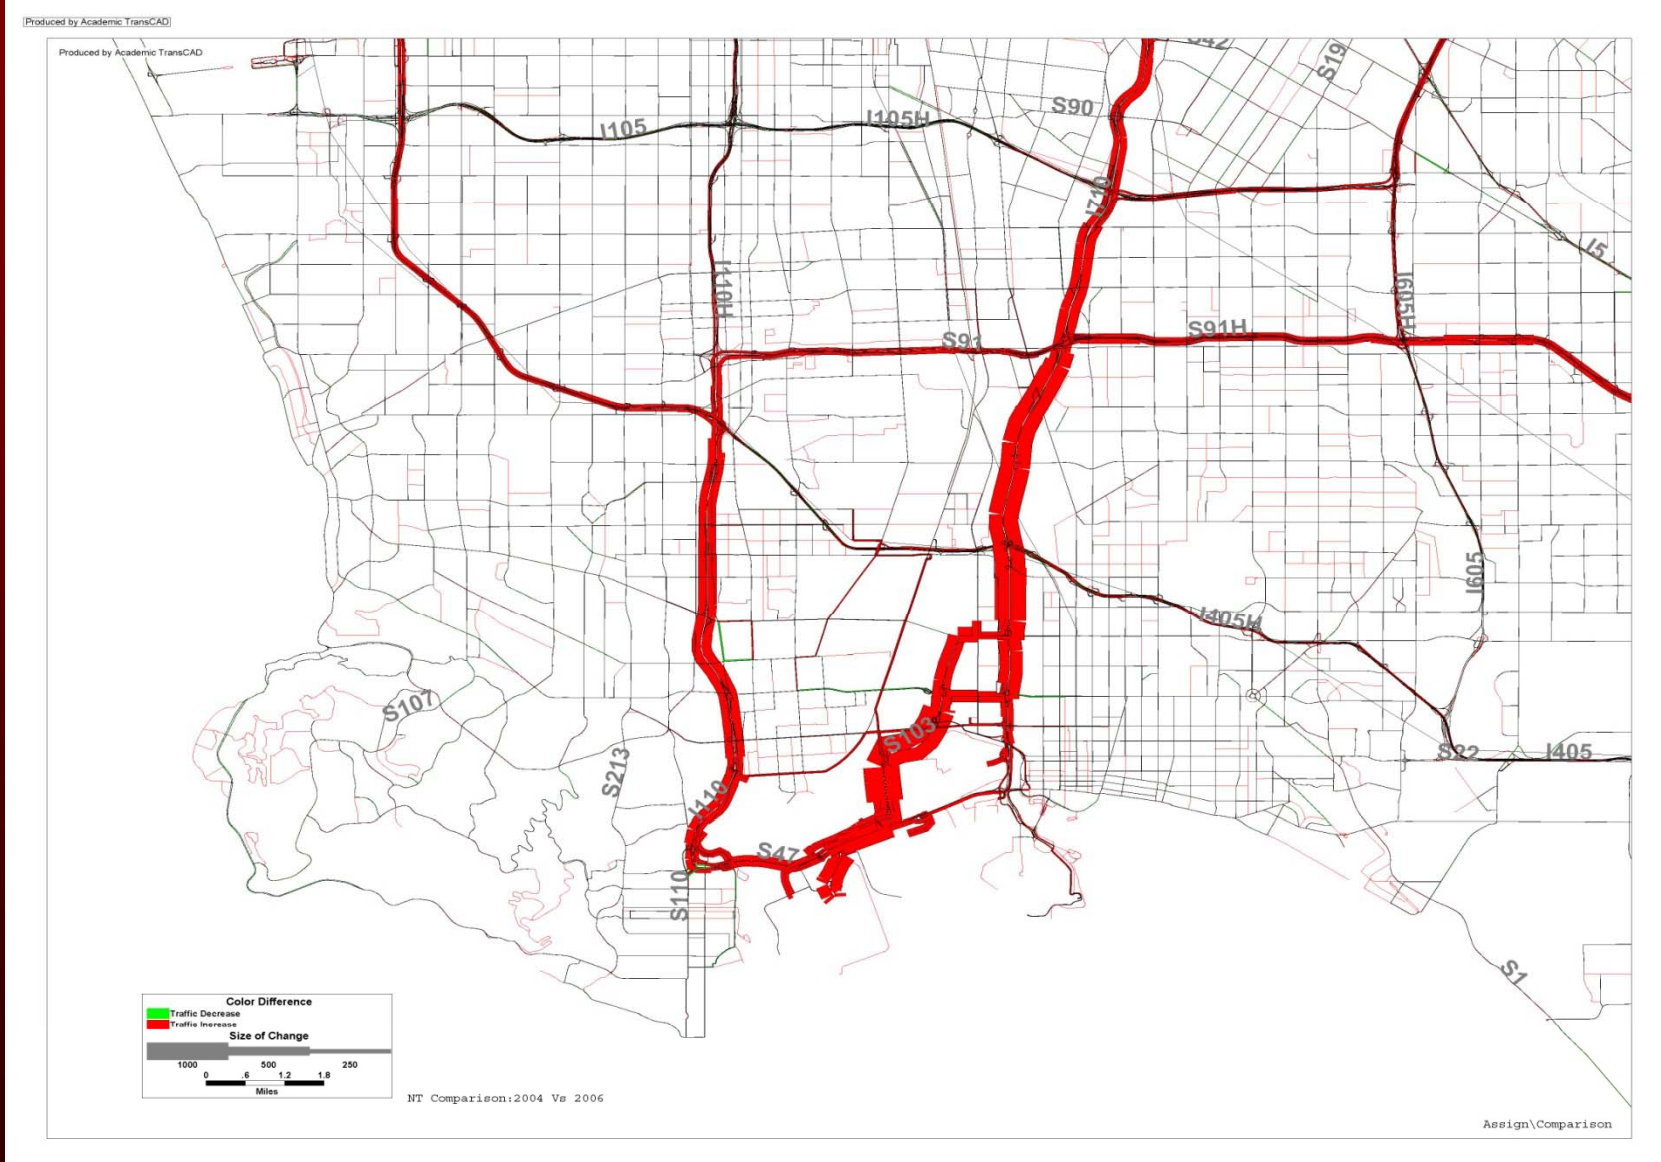 Produced by Academic TransCAD
Produced by Academic TransCAD
S42
S19
S90
I105H
I105
I710
I5
I110H
I605H
S91H
S91
I605
I405H
S107
S103
S213
S22
I405
I110
S47
S110
S1
Color Difference
Traffic Decrease
Traffic Increase
Size of Change
1000 500 250
0 .6 1.2 1.8
Miles
NT Comparison:2004 Vs 2006
Assign\Comparison